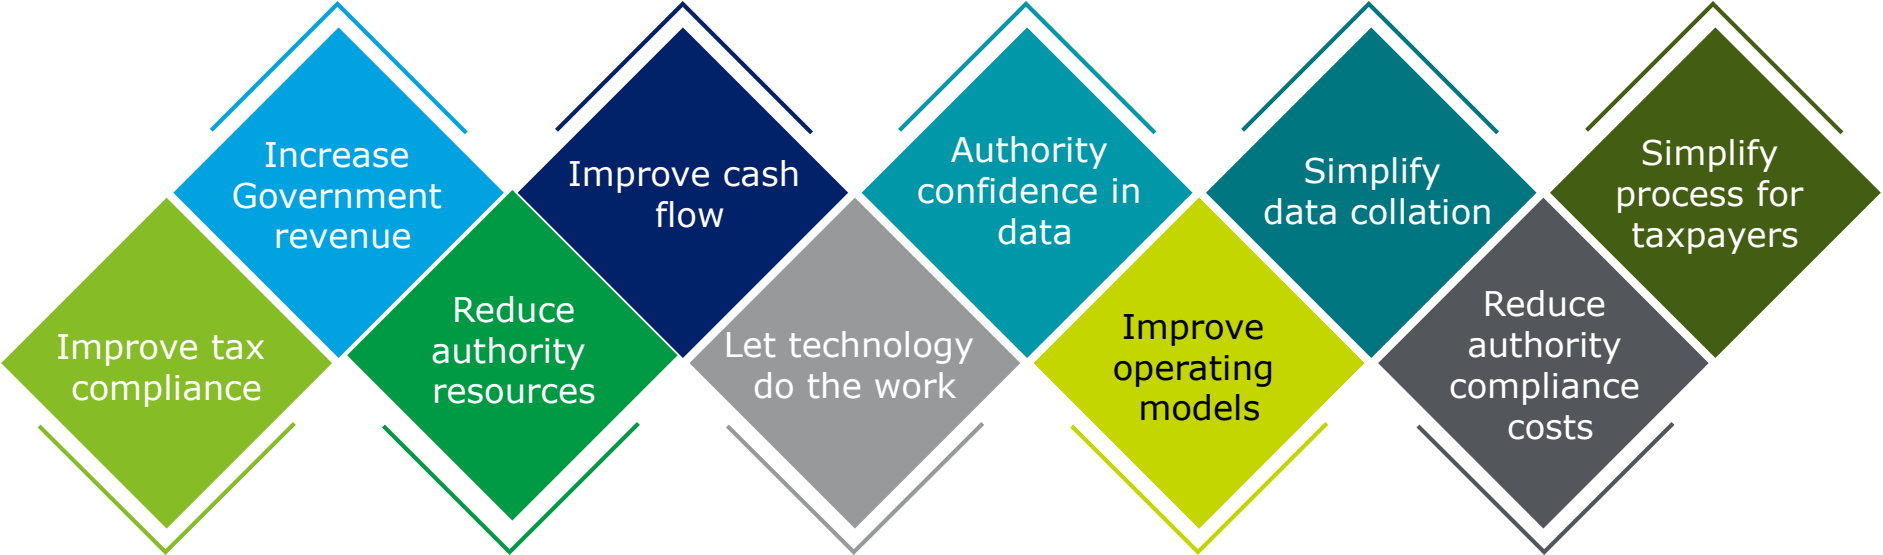 Increase
Government
revenue
Improve cash
flow
Authority
confidence in
data
Simplify
data collation
Simplify
process for
taxpayers
Improve tax
compliance
Reduce
authority
resources
Let technology
do the work
Improve
operating
models
Reduce
authority
compliance
costs